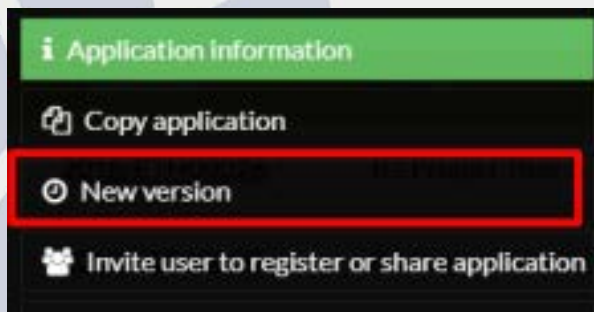 Application information
Copy application
New version
Invite user to register or share application